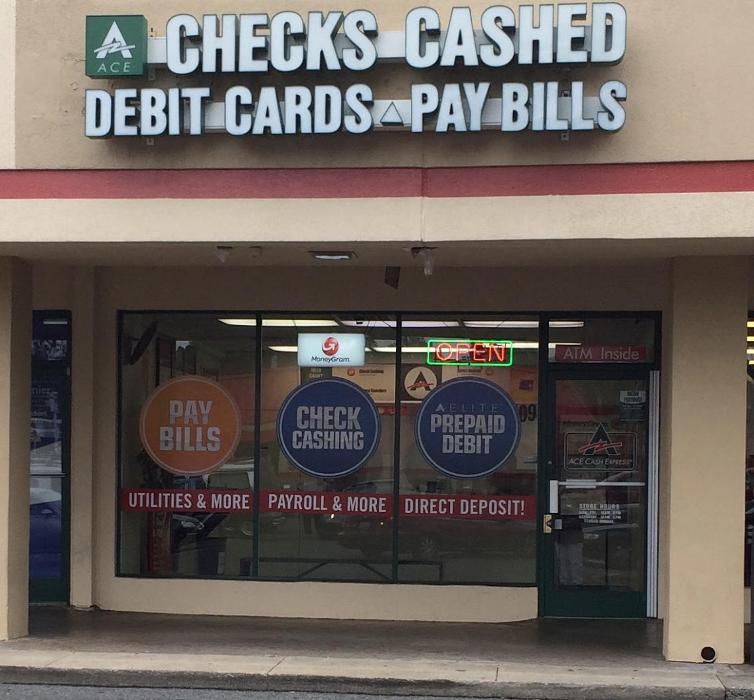 ACE
CHECKS CASHED
DEBIT CARDS PAY BILLS
MoneyGram
OPEN
ATM Inside
PAY
BILLS
CHECK
CASHING
ELITE
PREPAID
DEBIT
09
UTILITIES & MORE
PAYROLL & MORE
DIRECT DEPOSIT!
ACE CASH EXPRESS
STORE HOURS